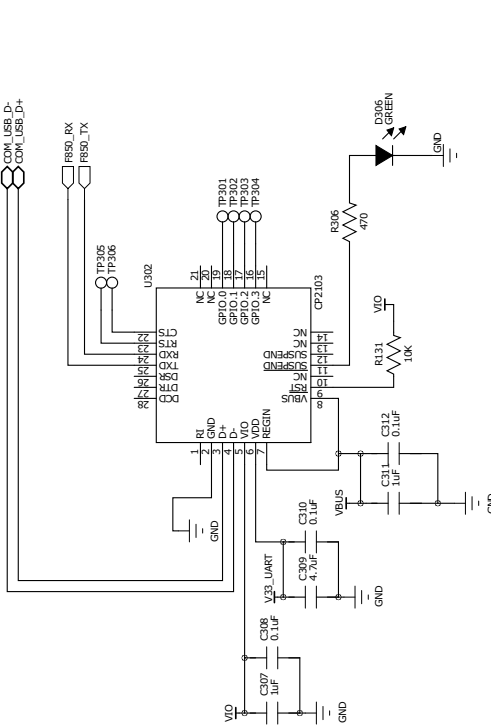 COM_USB_D-
COM_USB_D+
F850_RX
F850_TX
TP305
TP306
U302
TP301
TP302
TP303
TP304
D306
GREEN
GND
R306
470
21
20
19
18
17
16
15
NC
NC
GPIO.0
GPIO.1
GPIO.2
GPIO.3
NC
CP2103
22
23
24
25
26
27
28
CTS
RTS
RXD
TXD
DSR
DTR
DCD
NC
NC
SUSPEND
SUSPEND
NC
RST
VBUS
14
13
12
11
10
9
8
VIO
R131
10K
RI
GND
D+
D-
VIO
VDD
REGIN
1
2
3
4
5
6
7
GND
C312
0.1uF
C311
1uF
VBUS
GND
C310
0.1uF
C309
4.7uF
V33_UART
GND
C308
0.1uF
C307
1uF
VIO
GND